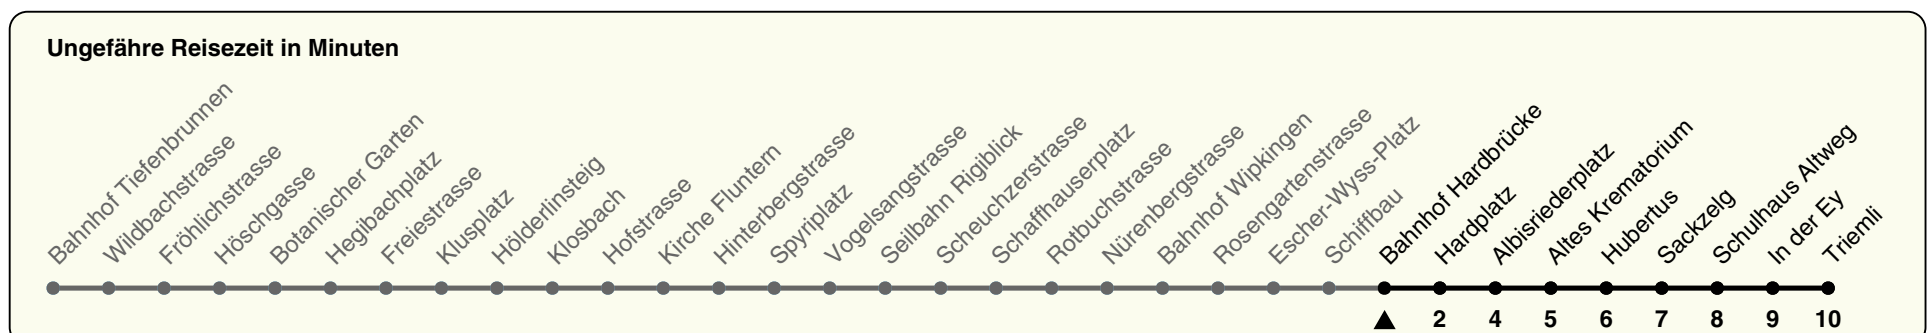 Ungefähre Reisezeit in Minuten
Bahnhof Tiefenbrunnen
Wildbachstrasse
Fröhlichstrasse
Höschgasse
Botanischer Garten
Hegibachplatz
Freiestrasse
Klusplatz
Hölderlinsteig
Klosbach
Hofstrasse
Kirche Fluntern
Hinterbergstrasse
Spyriplatz
Vogelsangstrasse
Seilbahn Rigiblick
Scheuchzerstrasse
Schaffhauserplatz
Rotbuchstrasse
Nürenbergstrasse
Bahnhof Wipkingen
Rosengartenstrasse
Escher-Wyss-Platz
Schiffbau
Bahnhof Hardbrücke
Hardplatz
Albisriederplatz
Altes Krematorium
Hubertus
Sackzelg
Schulhaus Altweg
In der Ey
Triemli
2 4 5 6 7 8 9 10